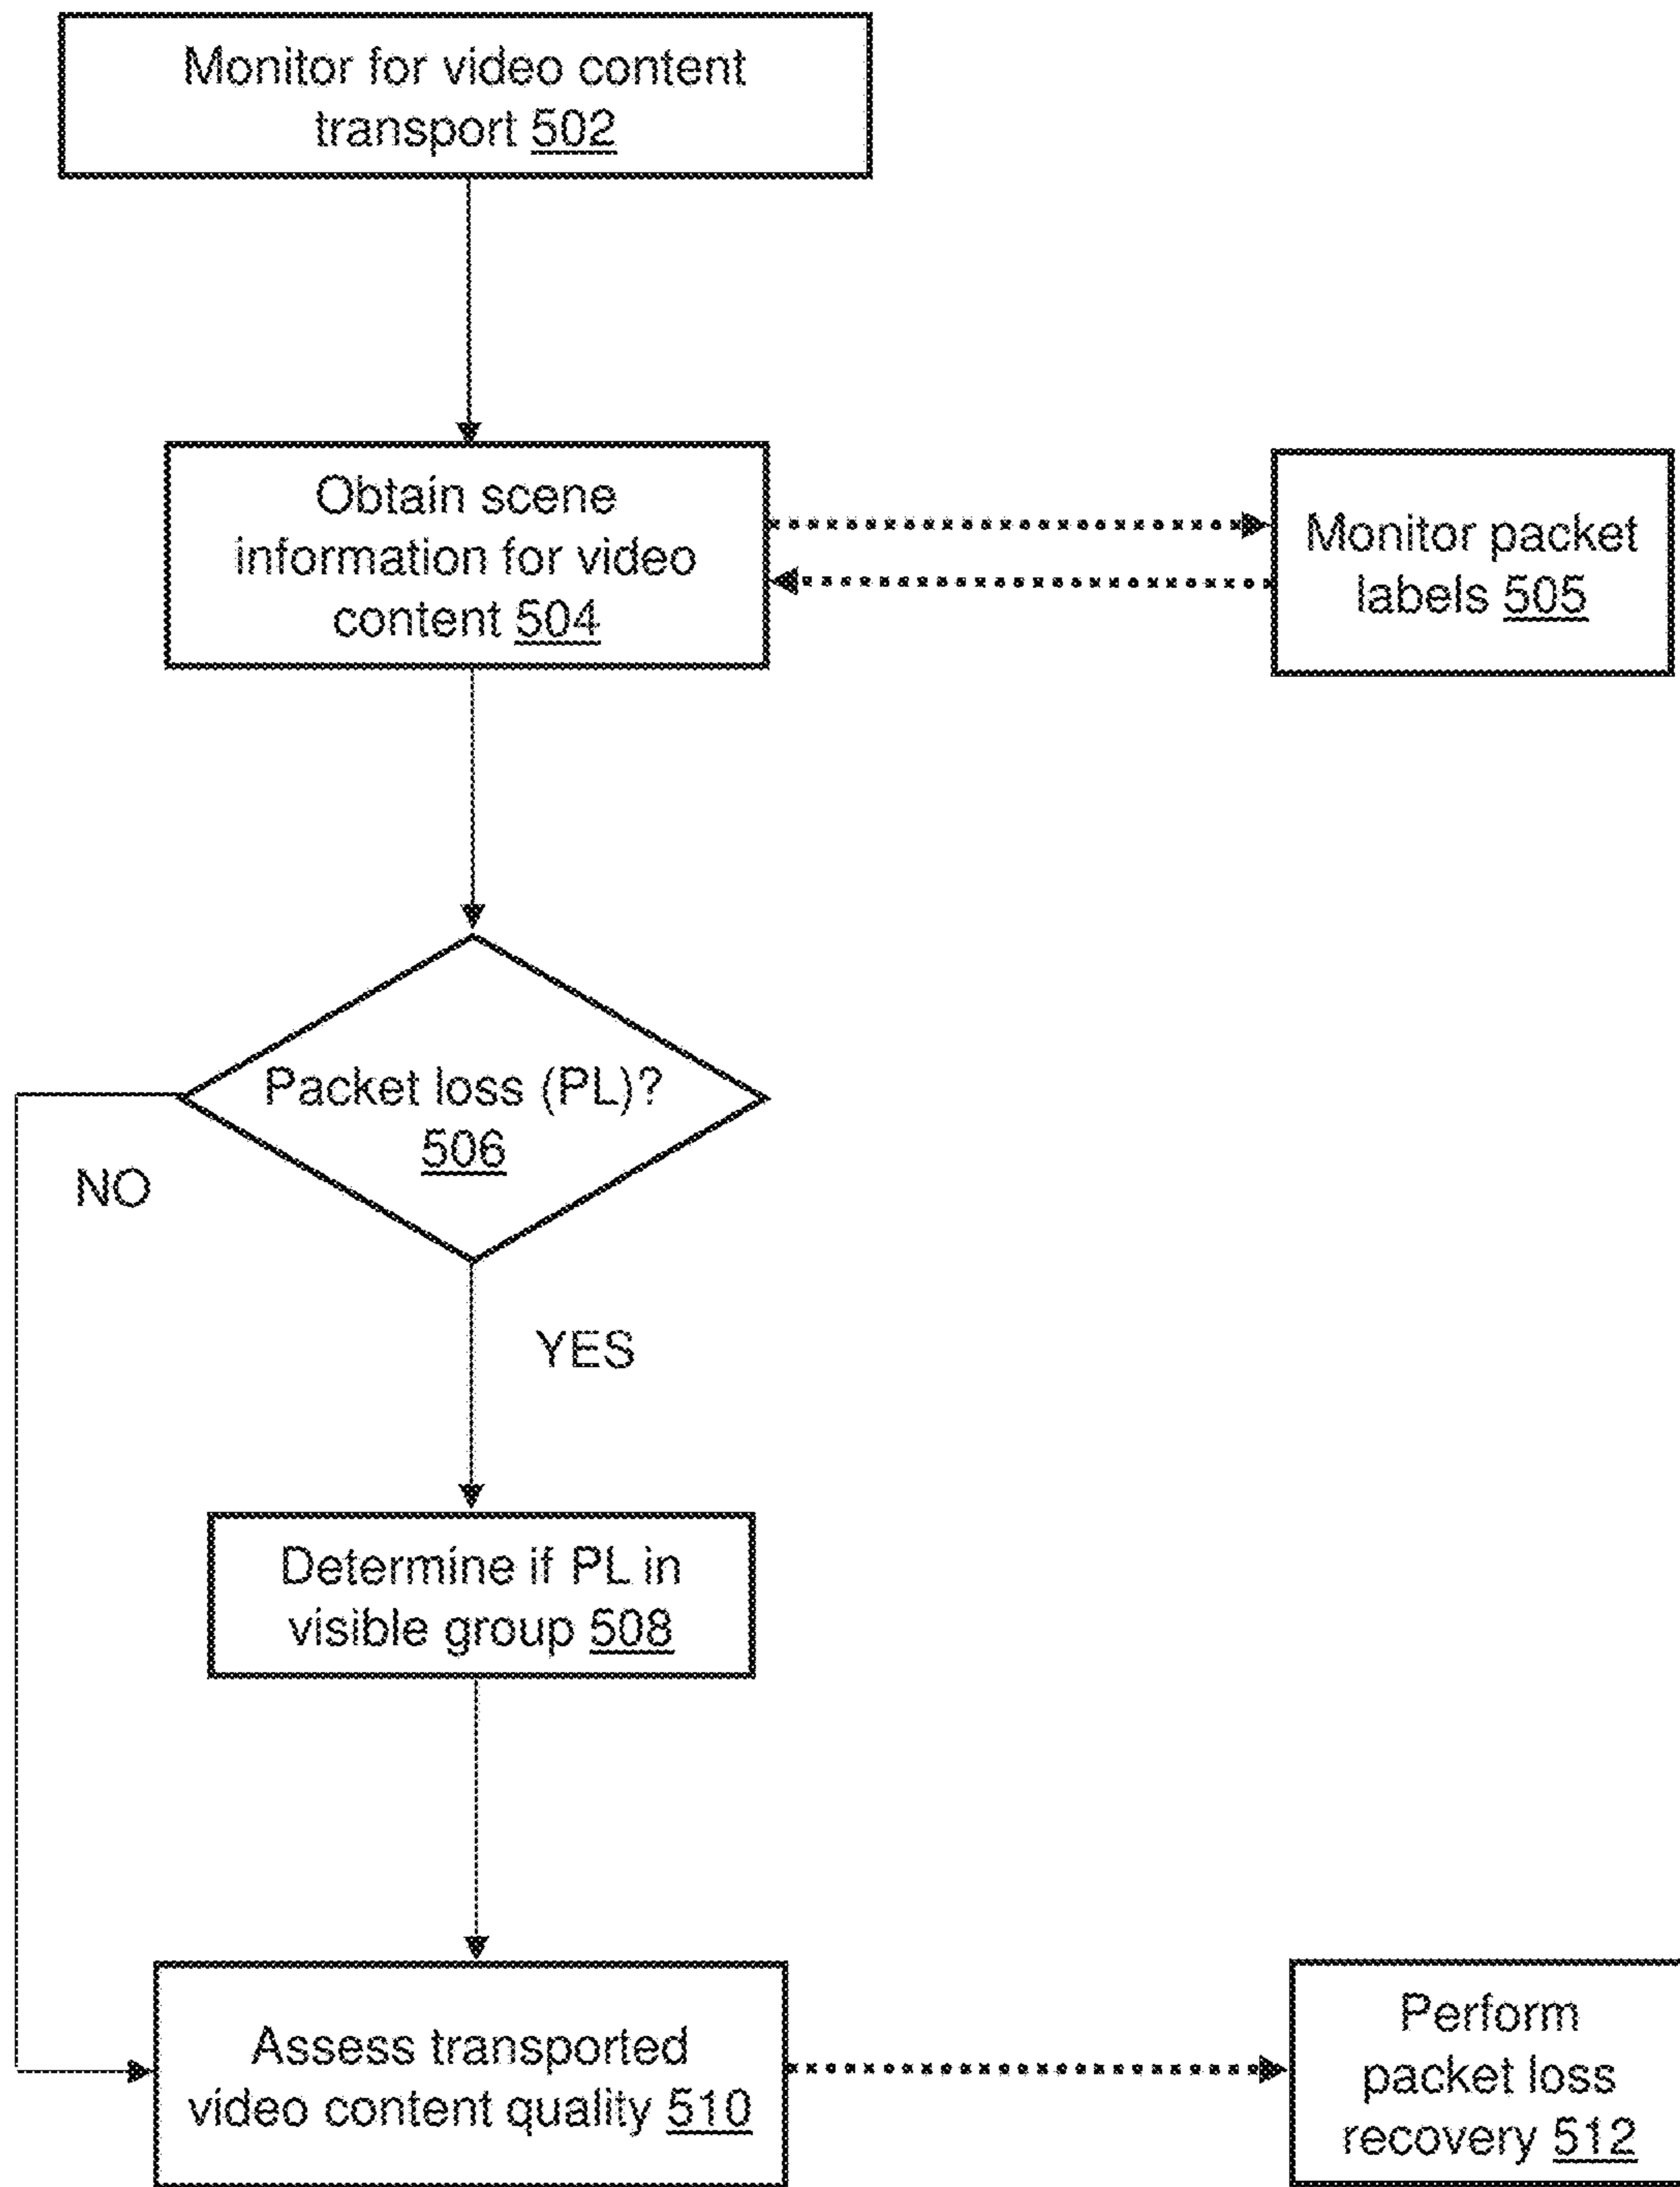 Monitor for video content
transport 502
Obtain scene
information for video
content 504
Monitor packet
labels 505
Packet loss (PL)?
506
NO
YES
Determine if PL in
visible group 508
Assess transported
video content quality 510
Perform
packet loss
recovery 512